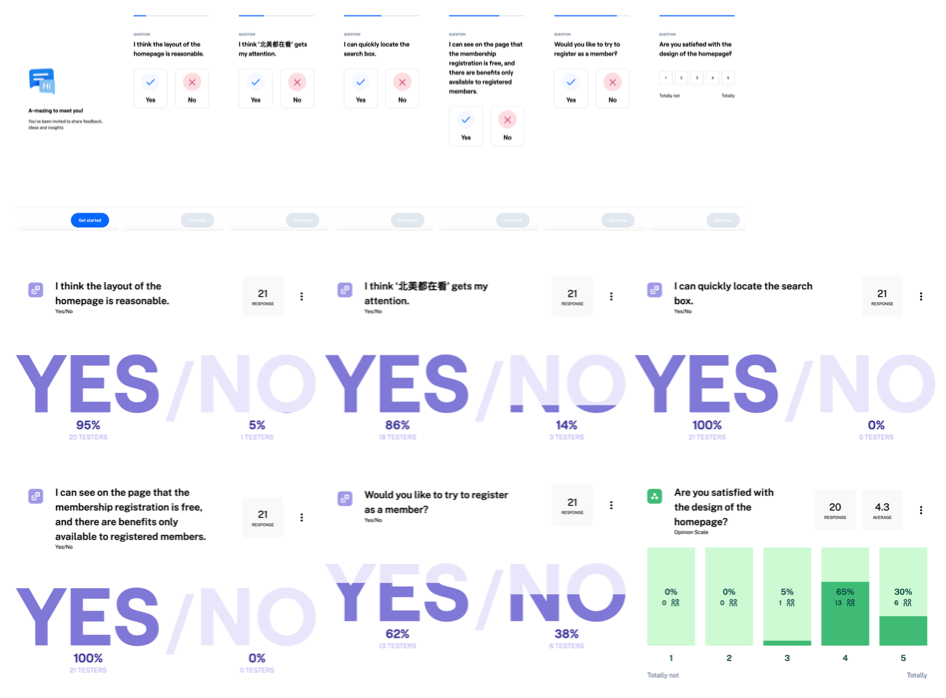 A-mazing to meet you!
You've been invited to share feedback,
ideas and insights
Get started
QUESTION
I think the layout of the
homepage is reasonable.
Yes
No
QUESTION
I think '北美都在看' gets
my attention.
Yes
No
QUESTION
I can quickly locate the
search box.
Yes
No
QUESTION
I can see on the page that
the membership
registration is free, and
there are benefits only
available to registered
members.
Yes
No
QUESTION
Would you like to try to
register as a member?
Yes
No
QUESTION
Are you satisfied with the
design of the homepage?
1 2 3 4 5
Totally not Totally
I think the layout of the
homepage is reasonable.
Yes/No
21
RESPONSE
YES/NO
95% 5%
20 TESTERS 1 TESTERS
I think '北美都在看' gets my
attention.
Yes/No
21
RESPONSE
YES/NO
86% 14%
18 TESTERS 3 TESTERS
I can quickly locate the search
box.
Yes/No
21
RESPONSE
YES/NO
100% 0%
21 TESTERS 0 TESTERS
I can see on the page that the
membership registration is free,
and there are benefits only
available to registered members.
Yes/No
21
RESPONSE
YES/NO
100% 0%
21 TESTERS 0 TESTERS
Would you like to try to register
as a member?
Yes/No
21
RESPONSE
YES/NO
62% 38%
13 TESTERS 8 TESTERS
Are you satisfied with
the design of the
homepage?
Opinion Scale
20
RESPONSE
4.3
AVERAGE
0% 0% 5% 65% 30%
0 0 1 13 6
1 2 3 4 5
Totally not Totally